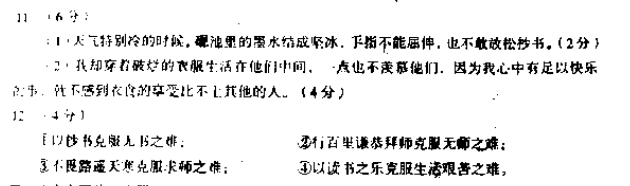 11 (6分)
(1)天气特别冷的时候,砚池里的墨水结成坚冰,手指不能屈伸,也不敢放松抄书。(2分)
(2)我却穿着破烂的衣服生活在他们中间,一点也不羡慕他们,因为我心中有足以快乐
的事,就不感到衣食的享受比不上其他的人。(4分)
12 (4分)
①以抄书克服无书之难; ②行百里谦恭拜师克服无师之难;
③不畏路遥天寒克服求师之难; ④以读书之乐克服生活艰苦之难。